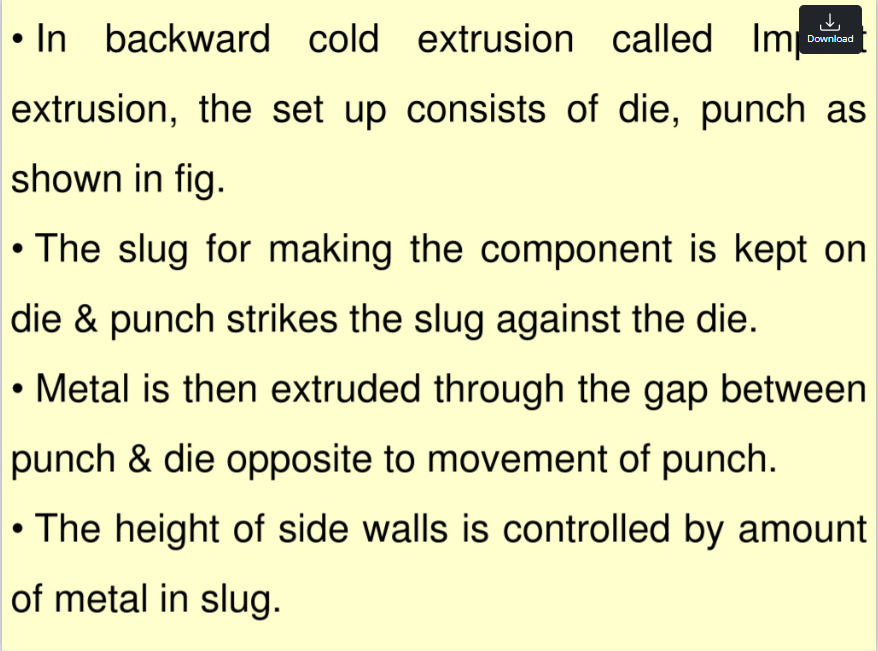 • In backward cold extrusion called
Download
extrusion, the set up consists of die, punch as
shown in fig.
• The slug for making the component is kept on
die & punch strikes the slug against the die.
• Metal is then extruded through the gap between
punch & die opposite to movement of punch.
• The height of side walls is controlled by amount
of metal in slug.